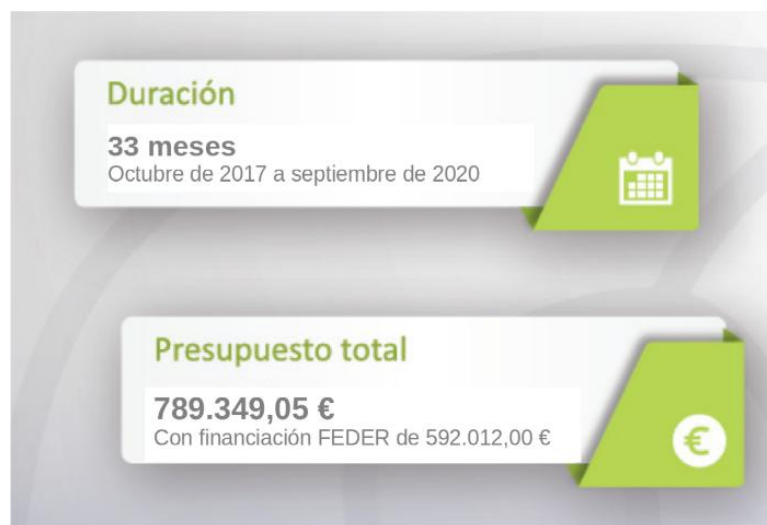 Duración
33 meses
Octubre de 2017 a septiembre de 2020
Presupuesto total
789.349,05 €
Con financiación FEDER de 592.012,00 €
€